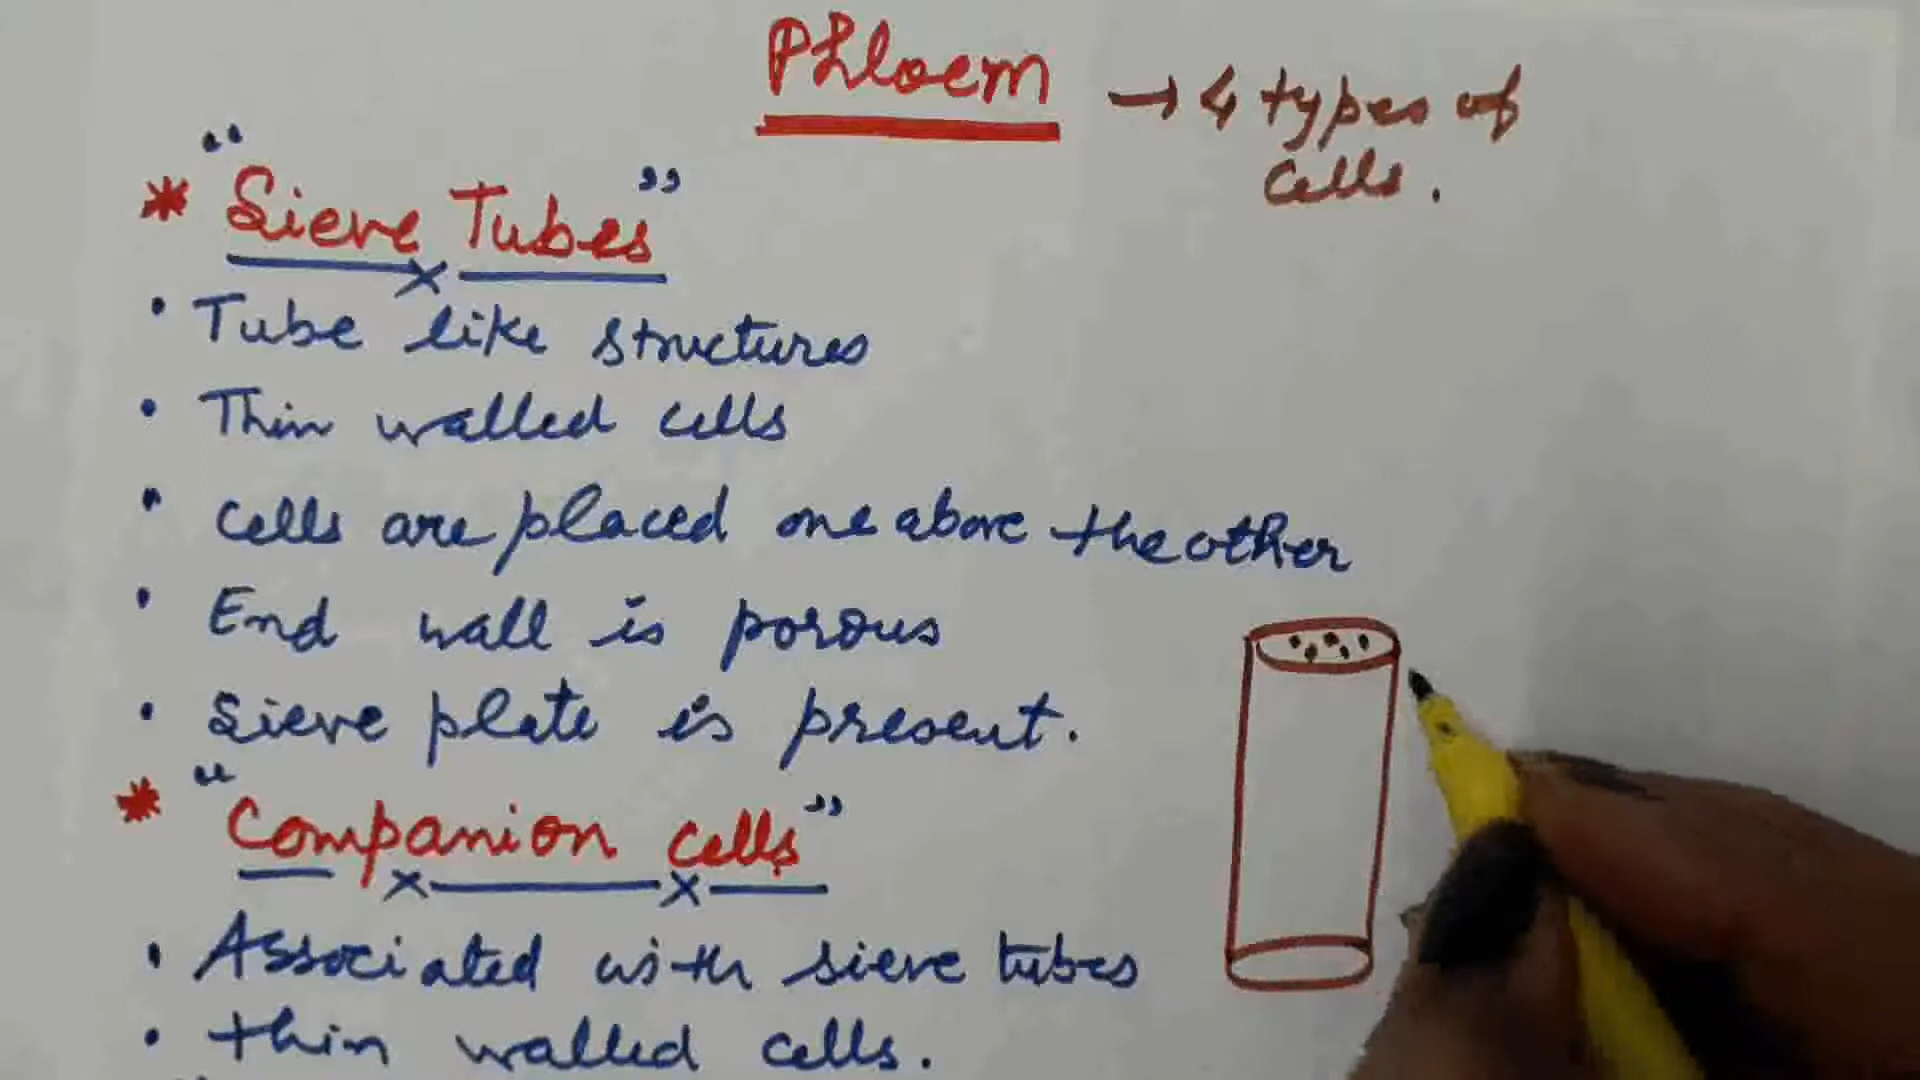 Phloem → 4 types of
cells.
* "Sieve Tubes"
• Tube like structures
• Thin walled cells
• Cells are placed one above the other
• End wall is porous
• Sieve plate is present.
* "Companion cells"
• Associated with sieve tubes
• thin walled cells.